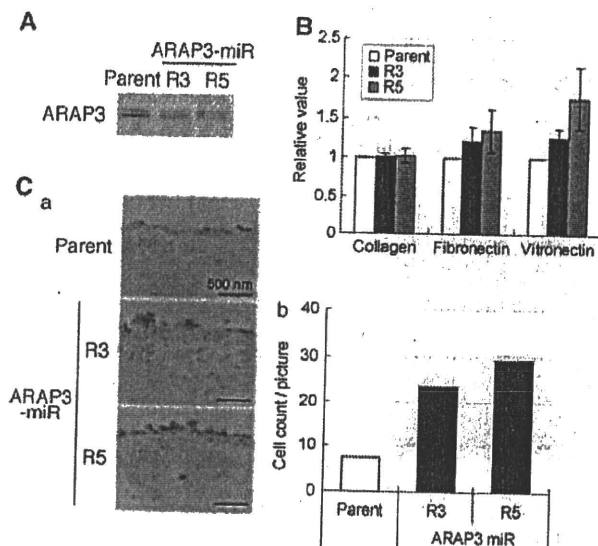 A
ARAP3-miR
Parent R3 R5
ARAP3
B
Relative value
2.5
2
1.5
1
0.5
0
Parent
R3
R5
Collagen Fibronectin Vitronectin
C
a
Parent
500 nm
R3
ARAP3
-miR
R5
b
Cell count / picture
40
30
20
10
0
Parent R3 R5
ARAP3 miR